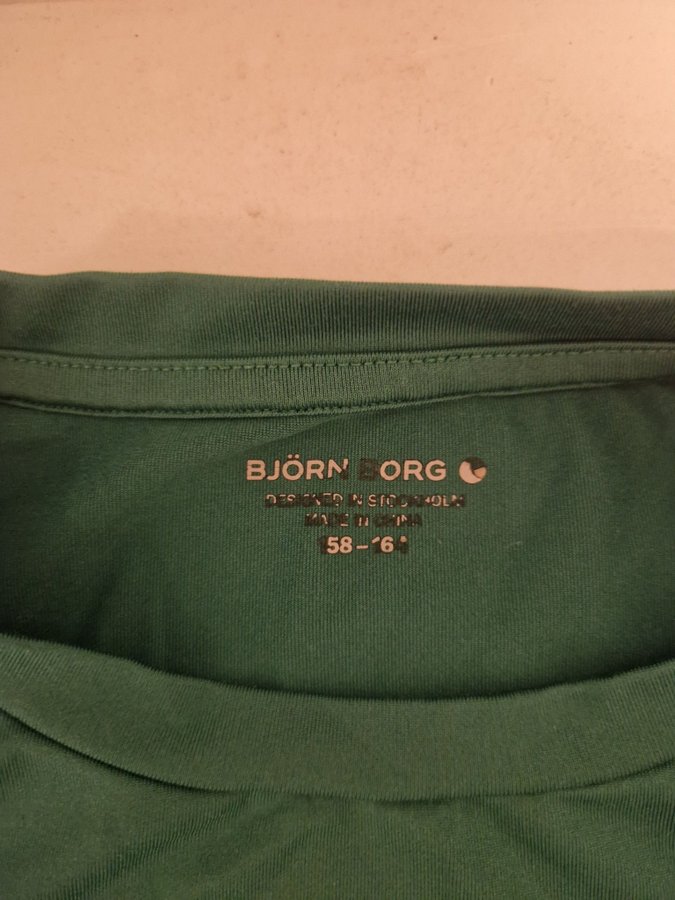 BJÖRN BORG
DESIGNED IN STOCKHOLM
MADE IN CHINA
158-164